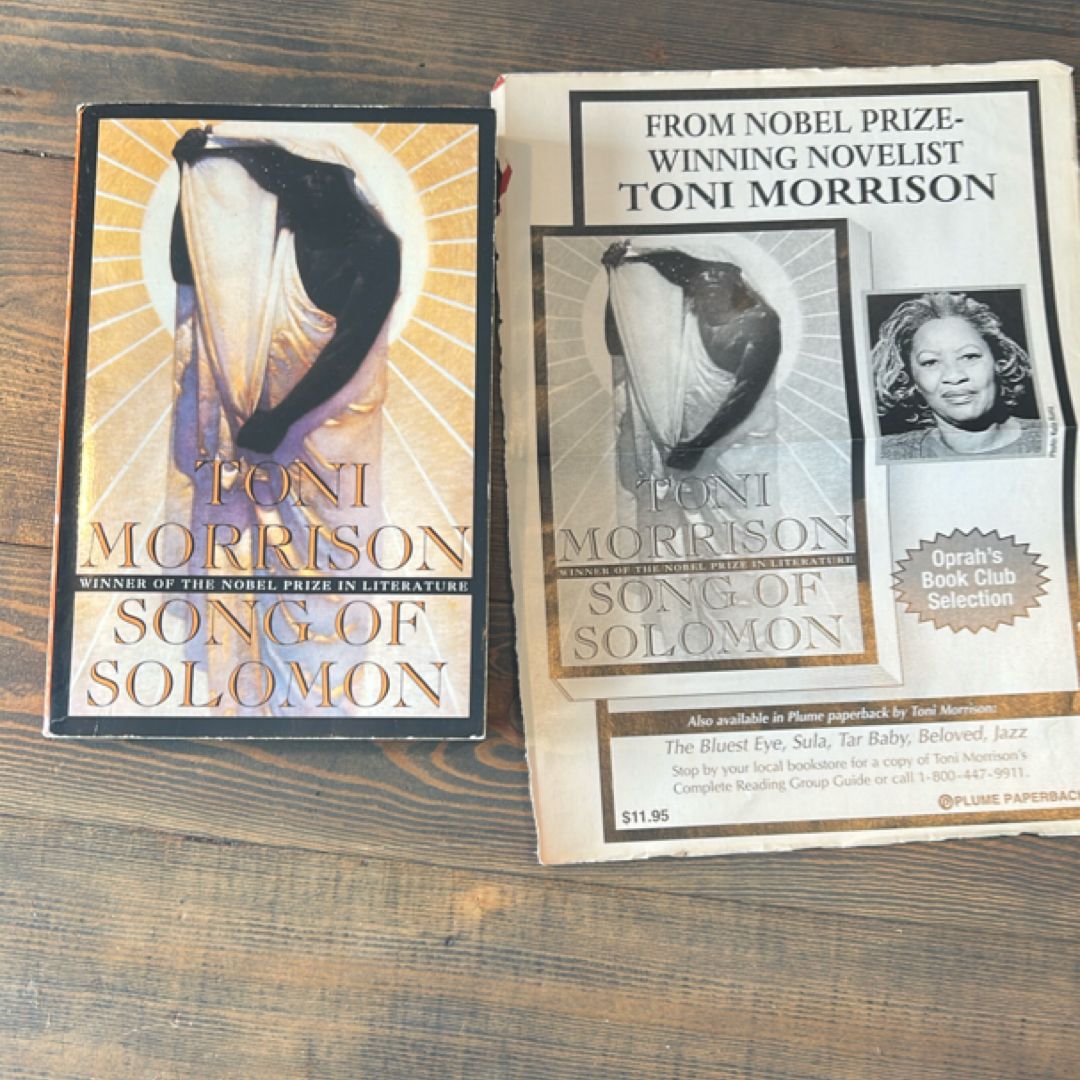 TONI
MORRISON
WINNER OF THE NOBEL PRIZE IN LITERATURE
SONG OF
SOLOMON
FROM NOBEL PRIZE-
WINNING NOVELIST
TONI MORRISON
TONI
MORRISON
WINNER OF THE NOBEL PRIZE IN LITERATURE
SONG OF
SOLOMON
Oprah's
Book Club
Selection
Also available in Plume paperback by Toni Morrison:
The Bluest Eye, Sula, Tar Baby, Beloved, Jazz
Stop by your local bookstore for a copy of Toni Morrison's
Complete Reading Group Guide or call 1-800-447-9911.
$11.95
PLUME PAPERBACK